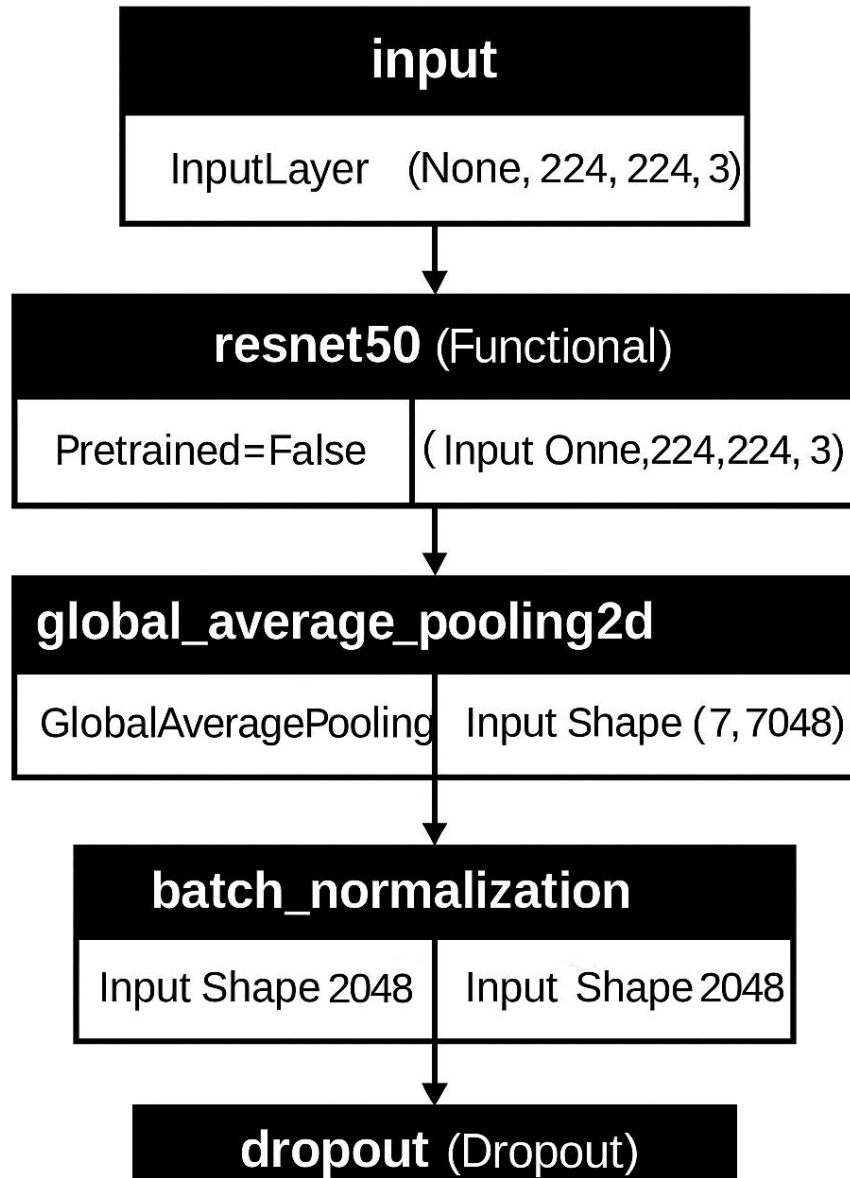 input
InputLayer (None, 224, 224, 3)
resnet50 (Functional)
Pretrained=False ( Input Onne,224,224, 3)
global_average_pooling2d
GlobalAveragePooling Input Shape (7, 7048)
batch_normalization
Input Shape 2048 Input Shape 2048
dropout (Dropout)